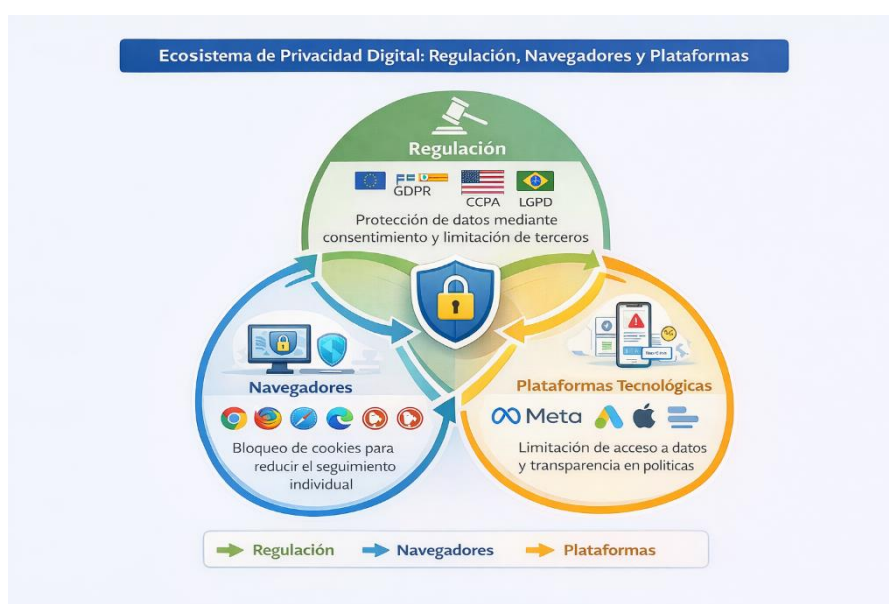 Ecosistema de Privacidad Digital: Regulación, Navegadores y Plataformas
Regulación
GDPR
CCPA LGPD
Protección de datos mediante
consentimiento y limitación de terceros
Navegadores
Bloqueo de cookies para
reducir el seguimiento
individual
Plataformas Tecnológicas
Meta
Limitación de acceso a datos
y transparencia en politicas
Regulación Navegadores Plataformas